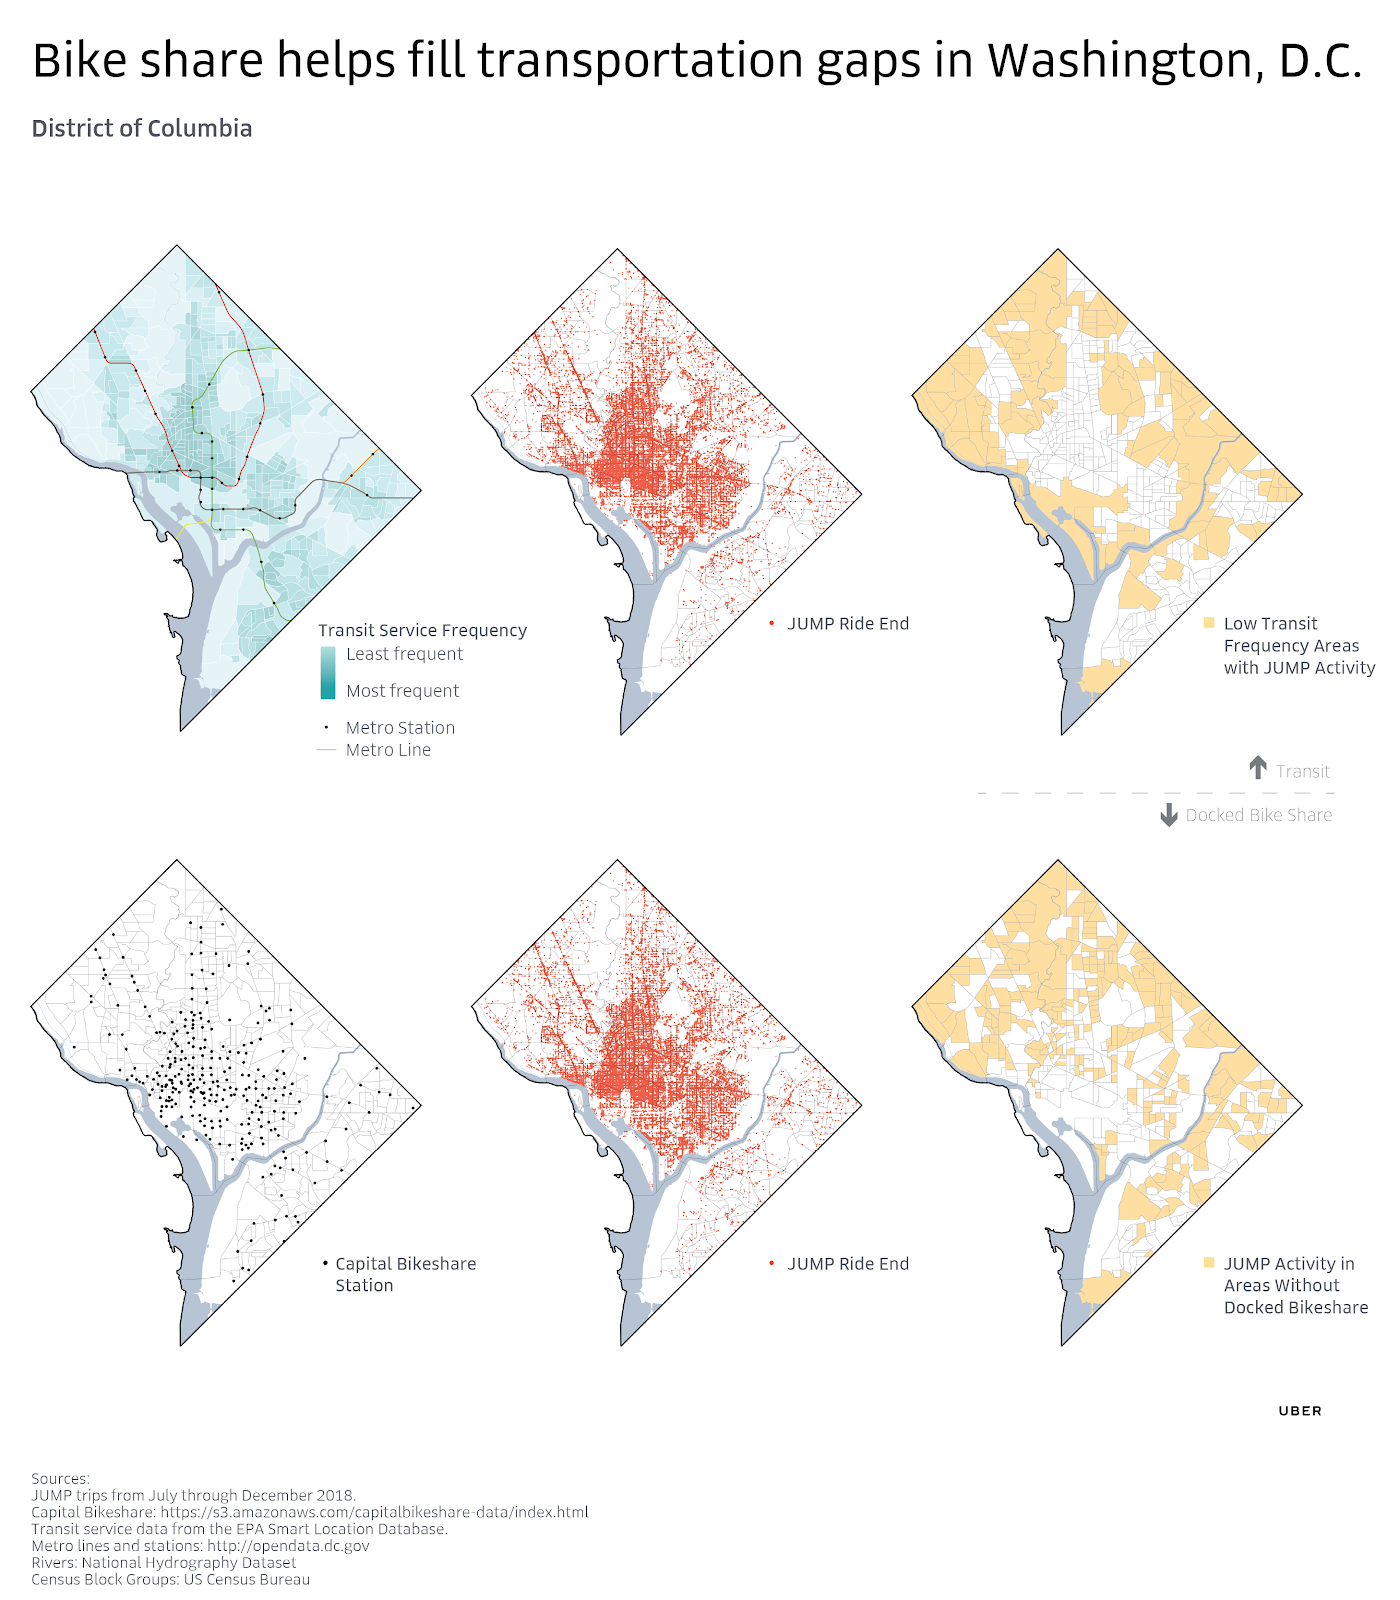 Bike share helps fill transportation gaps in Washington, D.C.
District of Columbia
Transit Service Frequency
Least frequent
Most frequent
Metro Station
Metro Line
JUMP Ride End
Low Transit
Frequency Areas
with JUMP Activity
Transit
Docked Bike Share
Capital Bikeshare
Station
JUMP Ride End
JUMP Activity in
Areas Without
Docked Bikeshare
UBER
Sources:
JUMP trips from July through December 2018.
Capital Bikeshare: https://s3.amazonaws.com/capitalbikeshare-data/index.html
Transit service data from the EPA Smart Location Database.
Metro lines and stations: http://opendata.dc.gov
Rivers: National Hydrography Dataset
Census Block Groups: US Census Bureau